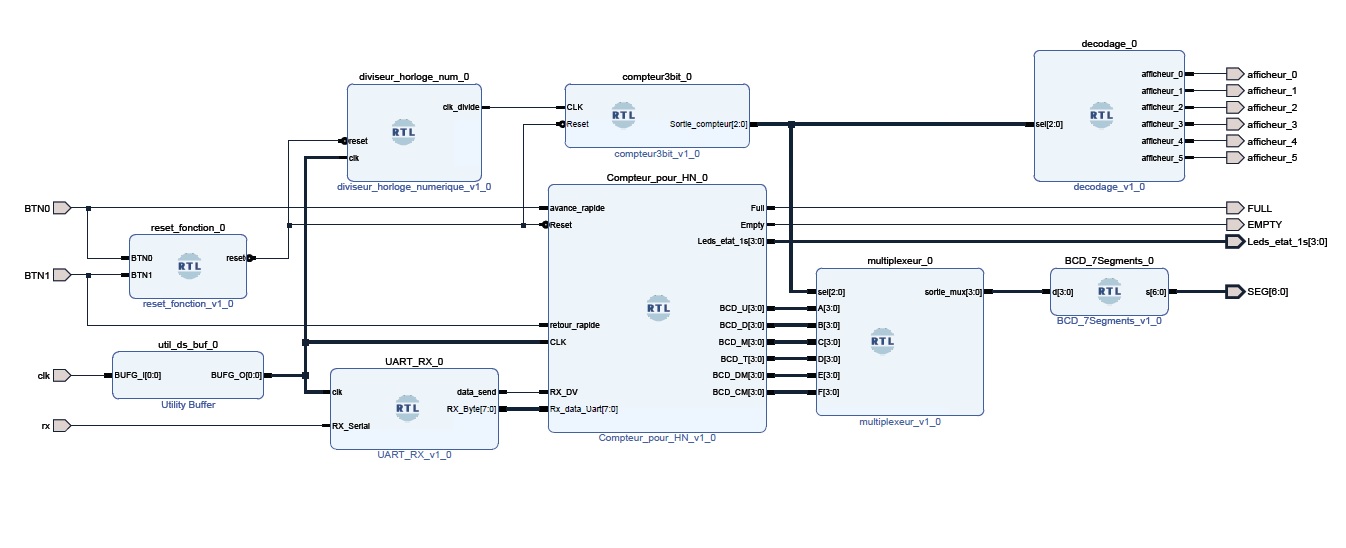 decodage_0
afficheur_0
afficheur_1
afficheur_2
afficheur_3
afficheur_4
afficheur_5
sel[2:0]
RTL
decodage_v1_0
diviseur_horloge_num_0
clk_divide
reset
clk
RTL
diviseur_horloge_numerique_v1_0
compteur3bit_0
CLK
Reset
RTL
Sortie_compteur[2:0]
compteur3bit_v1_0
afficheur_0
afficheur_1
afficheur_2
afficheur_3
afficheur_4
afficheur_5
BTN0
BTN1
reset_fonction_0
BTN0
BTN1
RTL
reset
reset_fonction_v1_0
Compteur_pour_HN_0
avance_rapide
Reset
retour_rapide
CLK
RX_DV
Rx_data_Uart[7:0]
RTL
Full
Empty
Leds_etat_1s[3:0]
BCD_U[3:0]
BCD_D[3:0]
BCD_M[3:0]
BCD_T[3:0]
BCD_DM[3:0]
BCD_CM[3:0]
Compteur_pour_HN_v1_0
FULL
EMPTY
Leds_etat_1s[3:0]
multiplexeur_0
sel[2:0]
A[3:0]
B[3:0]
C[3:0]
D[3:0]
E[3:0]
F[3:0]
RTL
sortie_mux[3:0]
multiplexeur_v1_0
BCD_7Segments_0
d[3:0]
RTL
s[6:0]
BCD_7Segments_v1_0
SEG[6:0]
clk
util_ds_buf_0
BUFG_I[0:0]
BUFG_O[0:0]
Utility Buffer
rx
UART_RX_0
clk
RX_Serial
RTL
data_send
RX_Byte[7:0]
UART_RX_v1_0